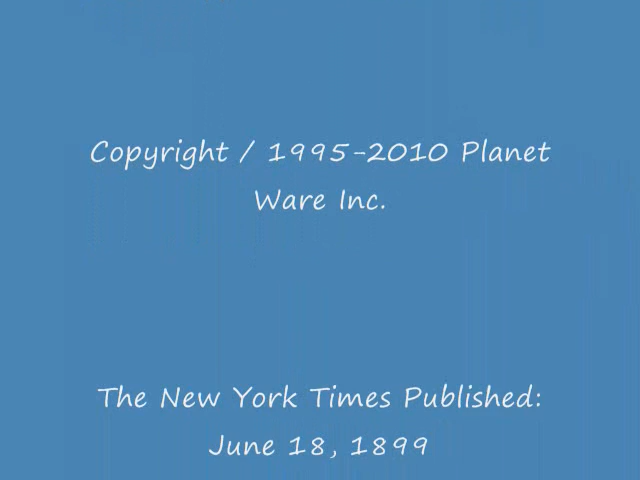 Copyright / 1995-2010 Planet
Ware Inc.
The New York Times Published:
June 18, 1899